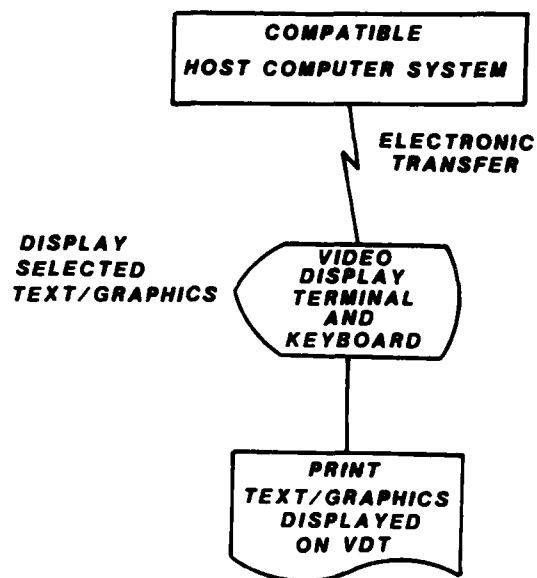 COMPATIBLE
HOST COMPUTER SYSTEM
ELECTRONIC
TRANSFER
DISPLAY
SELECTED
TEXT/GRAPHICS
VIDEO
DISPLAY
TERMINAL
AND
KEYBOARD
PRINT
TEXT/GRAPHICS
DISPLAYED
ON VDT